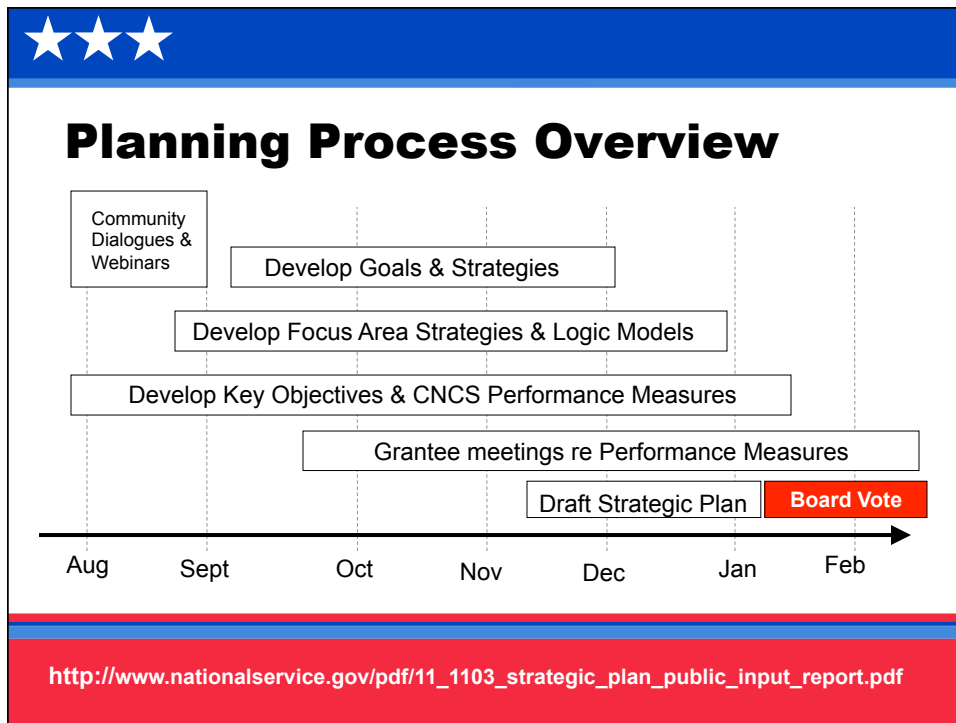 Planning Process Overview
Community
Dialogues &
Webinars
Develop Goals & Strategies
Develop Focus Area Strategies & Logic Models
Develop Key Objectives & CNCS Performance Measures
Grantee meetings re Performance Measures
Draft Strategic Plan
Board Vote
Aug Sept Oct Nov Dec Jan Feb
http://www.nationalservice.gov/pdf/11_1103_strategic_plan_public_input_report.pdf